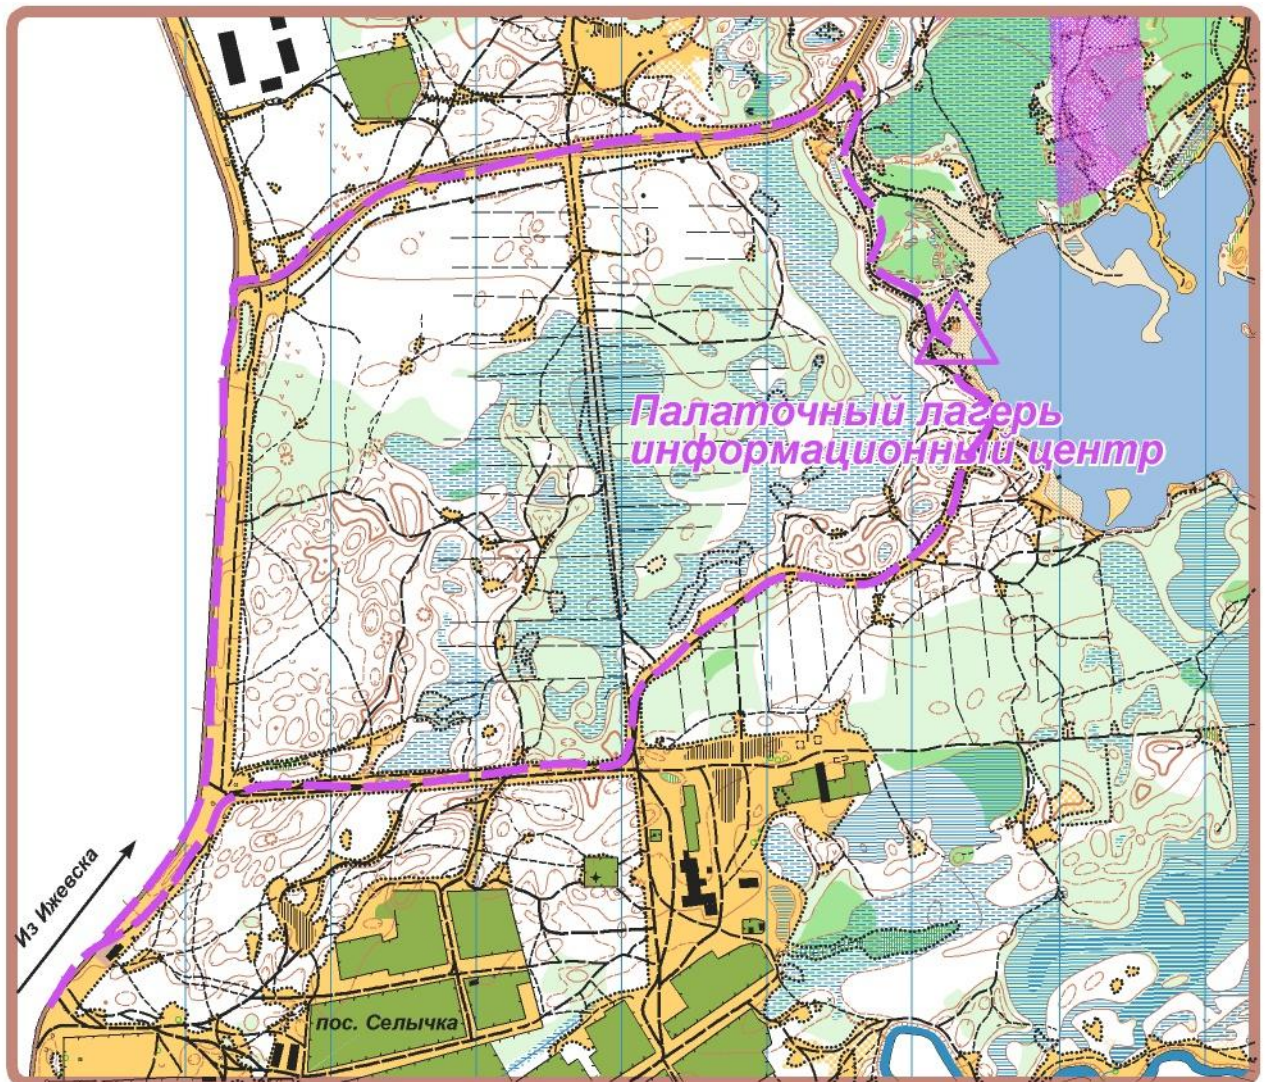 Палаточный лагерь
информационный центр
Из Ижевска
пос. Селычка